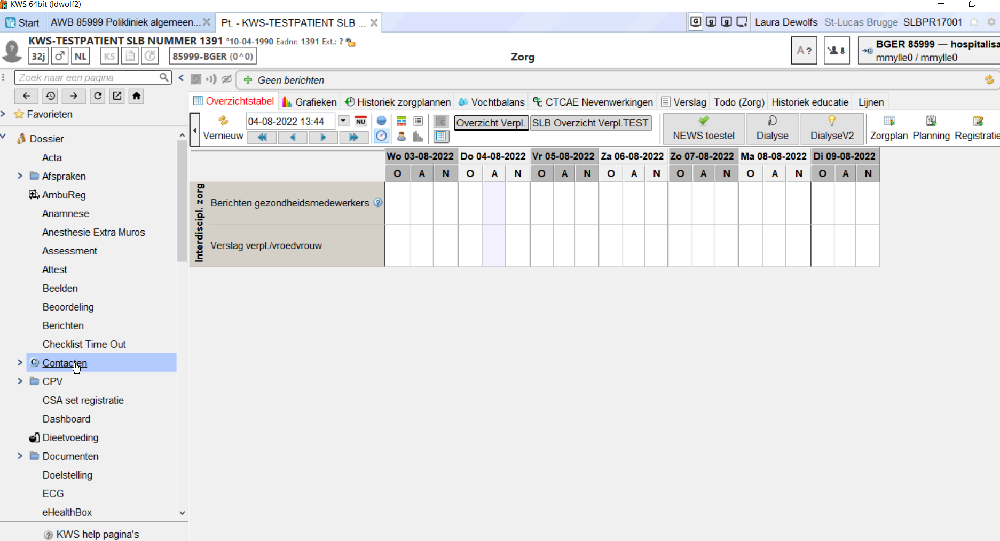 KWS 64bit (ldwolf2)
Start
AWB 85999 Polikliniek algemeen...
Pt. - KWS-TESTPATIENT SLB ...
Laura Dewolfs St-Lucas Brugge SLBPR17001
KWS-TESTPATIENT SLB NUMMER 1391 °10-04-1990 Eadnr: 1391 Ext.: ?
32j NL KS 85999-BGER (0^0)
Zorg
A?
BGER 85999 — hospitalisa
mmylle0 / mmylle0
Zoek naar een pagina
Geen berichten
Favorieten
Dossier
Acta
Afspraken
AmbuReg
Anamnese
Anesthesie Extra Muros
Assessment
Attest
Beelden
Beoordeling
Berichten
Checklist Time Out
Contacten
CPV
CSA set registratie
Dashboard
Dieetvoeding
Documenten
Doelstelling
ECG
eHealthBox
KWS help pagina's
Overzichtstabel Grafieken Historiek zorgplannen Vochtbalans CTCAE Nevenwerkingen Verslag Todo (Zorg) Historiek educatie Lijnen
Vernieuw
04-08-2022 13:44
NU
Overzicht Verpl. SLB Overzicht Verpl.TEST
NEWS toestel Dialyse DialyseV2 Zorgplan Planning Registratie
Wo 03-08-2022 Do 04-08-2022 Vr 05-08-2022 Za 06-08-2022 Zo 07-08-2022 Ma 08-08-2022 Di 09-08-2022
O A N O A N O A N O A N O A N O A N O A N
Interdiscipl. zorg
Berichten gezondheidsmedewerkers
Verslag verpl./vroedvrouw